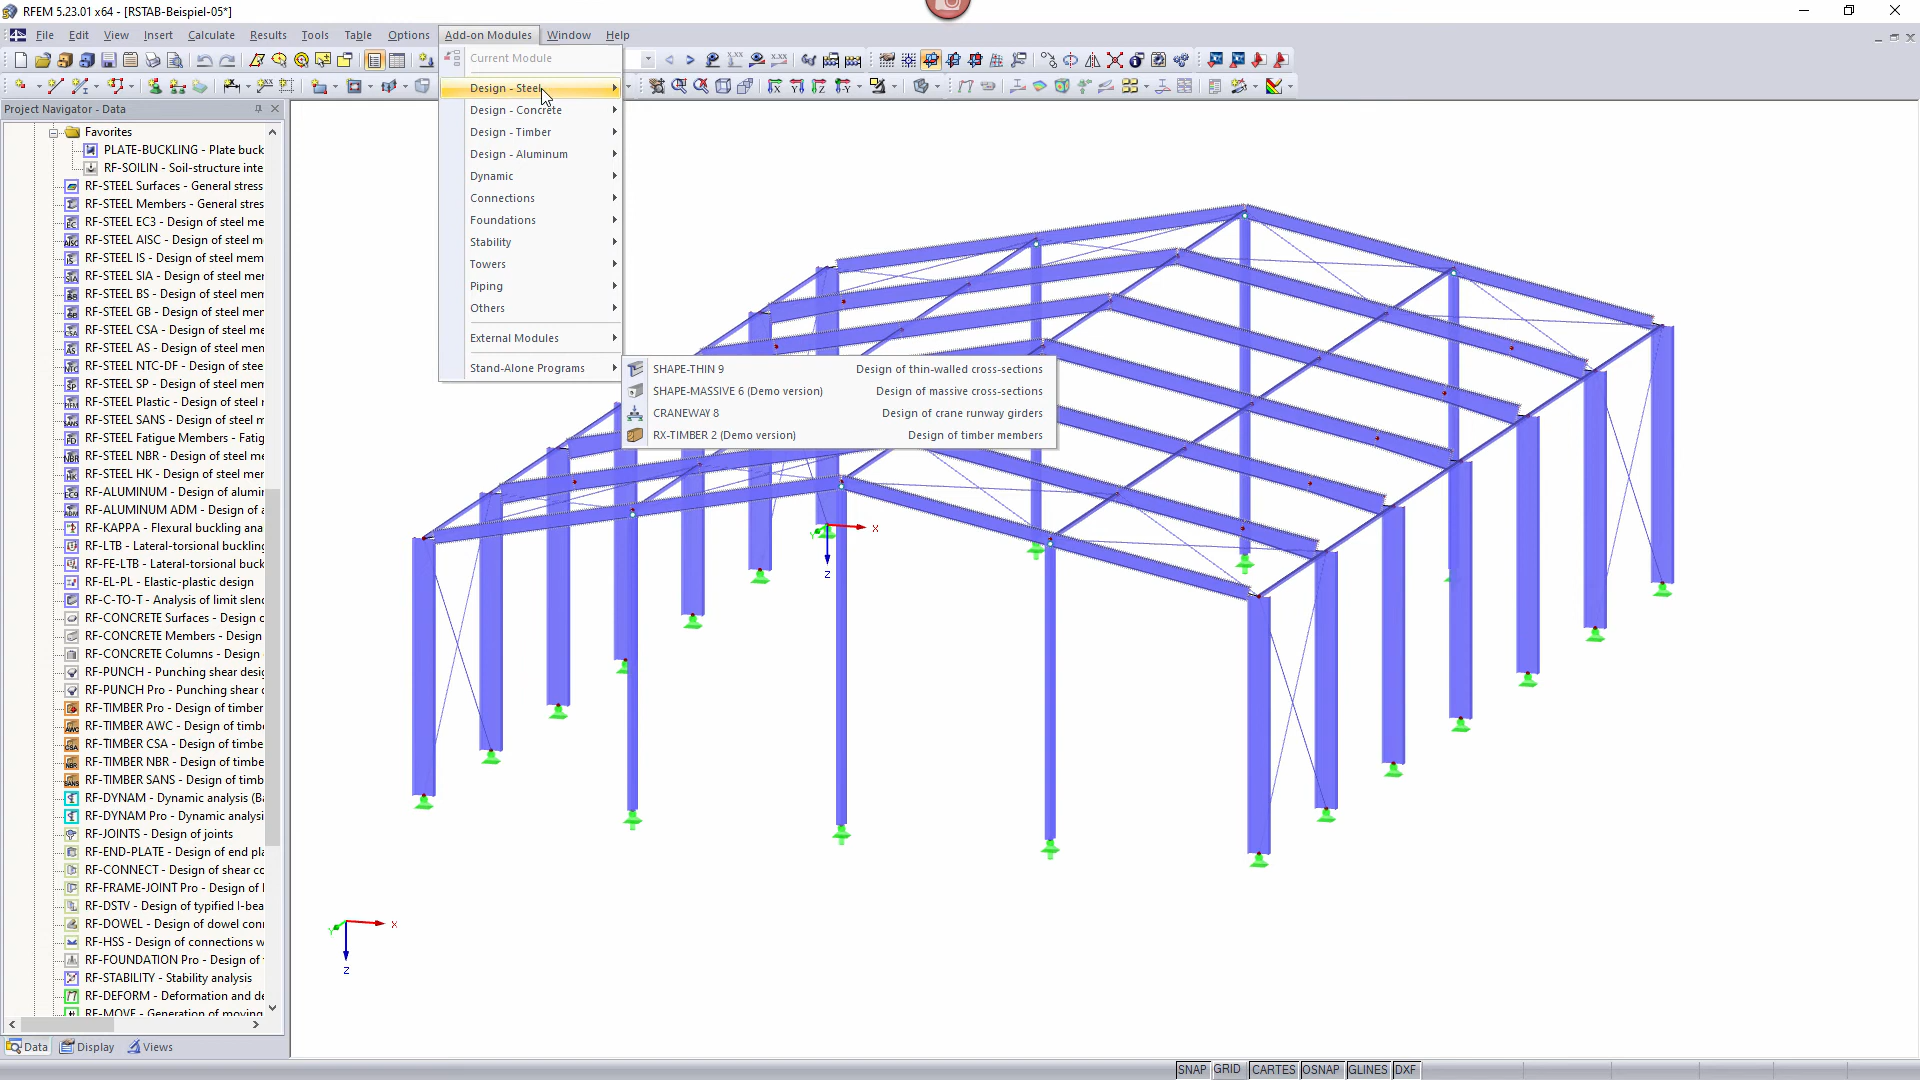 RFEM 5.23.01 x64 - [RSTAB-Beispiel-05*]
File Edit View Insert Calculate Results Tools Table Options Add-on Modules Window Help
Project Navigator - Data
Favorites
PLATE-BUCKLING - Plate buck
RF-SOILIN - Soil-structure inte
RF-STEEL Surfaces - General stress
RF-STEEL Members - General stres
RF-STEEL EC3 - Design of steel me
RF-STEEL AISC - Design of steel m
RF-STEEL IS - Design of steel mem
RF-STEEL SIA - Design of steel mer
RF-STEEL BS - Design of steel mem
RF-STEEL GB - Design of steel mem
RF-STEEL CSA - Design of steel me
RF-STEEL AS - Design of steel mem
RF-STEEL NTC-DF - Design of stee
RF-STEEL SP - Design of steel mem
RF-STEEL Plastic - Design of steel r
RF-STEEL SANS - Design of steel m
RF-STEEL Fatigue Members - Fatig
RF-STEEL NBR - Design of steel me
RF-STEEL HK - Design of steel mem
RF-ALUMINUM - Design of alumir
RF-ALUMINUM ADM - Design of a
RF-KAPPA - Flexural buckling ana
RF-LTB - Lateral-torsional buckling
RF-FE-LTB - Lateral-torsional buck
RF-EL-PL - Elastic-plastic design
RF-C-TO-T - Analysis of limit slend
RF-CONCRETE Surfaces - Design c
RF-CONCRETE Members - Design
RF-CONCRETE Columns - Design
RF-PUNCH - Punching shear desig
RF-PUNCH Pro - Punching shear c
RF-TIMBER Pro - Design of timber
RF-TIMBER AWC - Design of timbe
RF-TIMBER CSA - Design of timbe
RF-TIMBER NBR - Design of timbe
RF-TIMBER SANS - Design of timb
RF-DYNAM - Dynamic analysis (Ba
RF-DYNAM Pro - Dynamic analysi
RF-JOINTS - Design of joints
RF-END-PLATE - Design of end pla
RF-CONNECT - Design of shear co
RF-FRAME-JOINT Pro - Design of
RF-DSTV - Design of typified I-bea
RF-DOWEL - Design of dowel conn
RF-HSS - Design of connections w
RF-FOUNDATION Pro - Design of
RF-STABILITY - Stability analysis
RF-DEFORM - Deformation and de
RF-MOVE - Generation of moving
Data Display Views
Current Module
Design - Steel
Design - Concrete
Design - Timber
Design - Aluminum
Dynamic
Connections
Foundations
Stability
Towers
Piping
Others
External Modules
Stand-Alone Programs
SHAPE-THIN 9 Design of thin-walled cross-sections
SHAPE-MASSIVE 6 (Demo version) Design of massive cross-sections
CRANEWAY 8 Design of crane runway girders
RX-TIMBER 2 (Demo version) Design of timber members
X
Y
Z
X
Y
Z
SNAP GRID CARTES OSNAP GLINES DXF